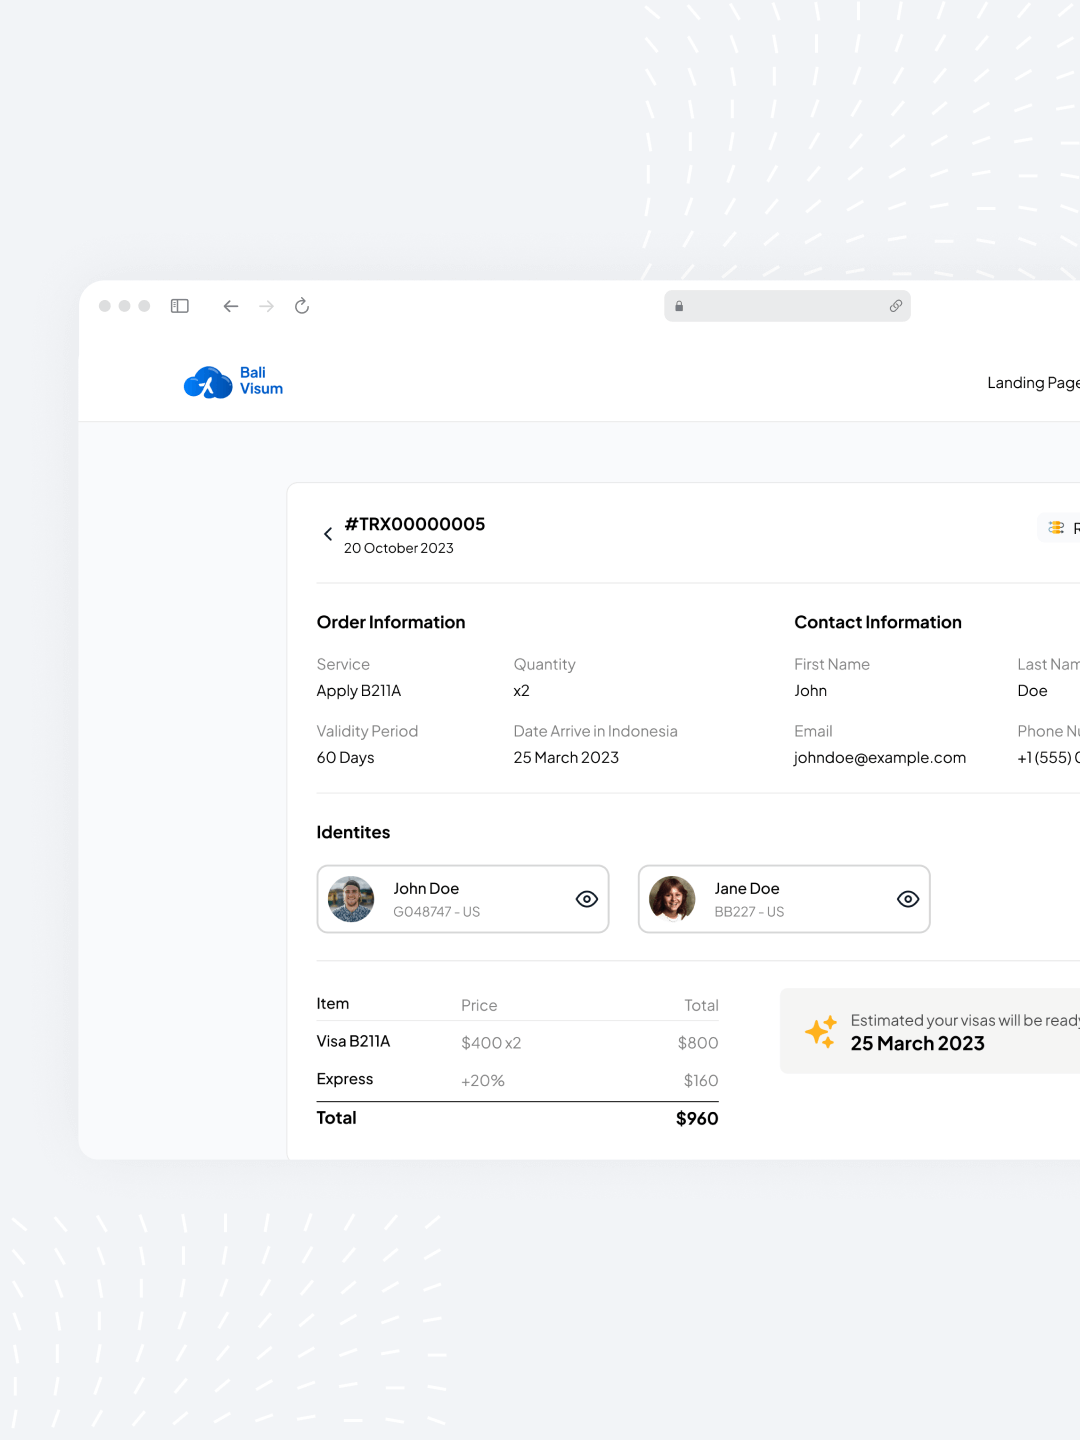 Bali
Visum
Landing Page
#TRX00000005
20 October 2023
R
Order Information
Contact Information
Service
Quantity
First Name
Last Nam
Apply B211A
x2
John
Doe
Validity Period
Date Arrive in Indonesia
Email
Phone Nu
60 Days
25 March 2023
johndoe@example.com
+1 (555) 0
Identites
John Doe
G048747 - US
Jane Doe
BB227 - US
Item
Price
Total
Visa B211A
$400 x2
$800
Express
+20%
$160
Total
$960
Estimated your visas will be ready
25 March 2023